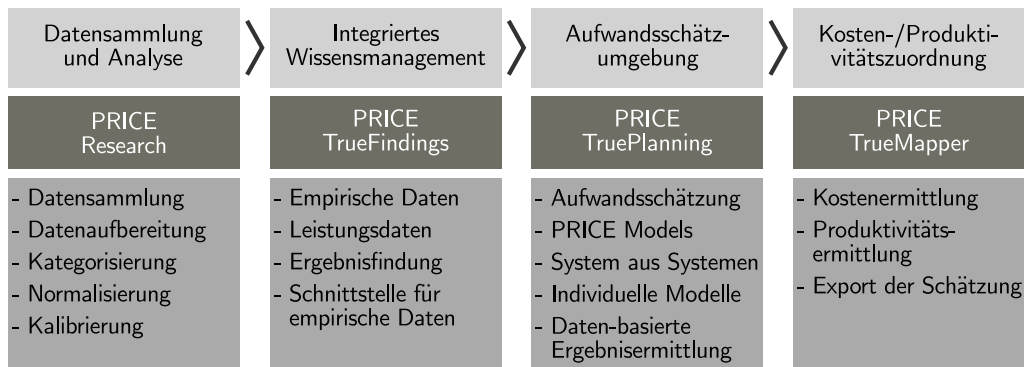 Datensammlung
und Analyse
Integriertes
Wissensmanagement
Aufwandsschätz-
umgebung
Kosten-/Produkti-
vitätszuordnung
PRICE
Research
PRICE
TrueFindings
PRICE
TruePlanning
PRICE
TrueMapper
- Datensammlung
- Datenaufbereitung
- Kategorisierung
- Normalisierung
- Kalibrierung
- Empirische Daten
- Leistungsdaten
- Ergebnisfindung
- Schnittstelle für
empirische Daten
- Aufwandsschätzung
- PRICE Models
- System aus Systemen
- Individuelle Modelle
- Daten-basierte
Ergebnisermittlung
- Kostenermittlung
- Produktivitäts-
ermittlung
- Export der Schätzung